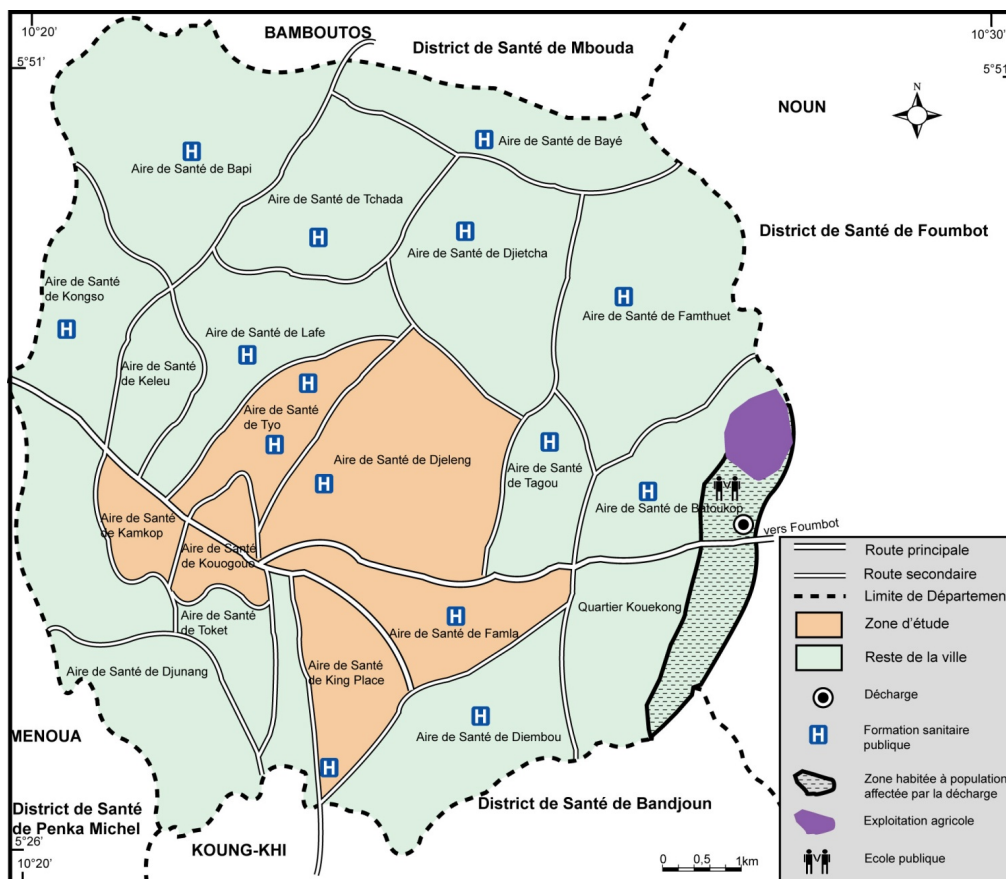 10°20'
10°30'
BAMBOUTOS
District de Santé de Mbouda
5°51'
5°51'
NOUN
N
Aire de Santé de Bayé
Aire de Santé de Bapi
Aire de Santé de Tchada
District de Santé de Foumbot
Aire de Santé de Djietcha
Aire de Santé
de Kongso
Aire de Santé de Famthuet
Aire de Santé de Lafe
Aire de Santé
de Keleu
Aire de Santé
de Tyo
Aire de Santé de Djeleng
Aire de Santé
de Tagou
Aire de Santé de Batoukop
Aire de Santé
de Kamkop
vers Foumbot
Aire de Santé
de Kouogouo
Quartier Kouekong
Aire de Santé
de Toket
Aire de Santé de Famla
Aire de Santé de Djunang
Aire de Santé
de King Place
Aire de Santé de Diembou
MENOUA
District de Santé
de Penka Michel
District de Santé de Bandjoun
KOUNG-KHI
5°26'
10°20'
0 0,5 1km
Route principale
Route secondaire
Limite de Département
Zone d'étude
Reste de la ville
Décharge
H Formation sanitaire
publique
Zone habitée à population
affectée par la décharge
Exploitation agricole
Ecole publique